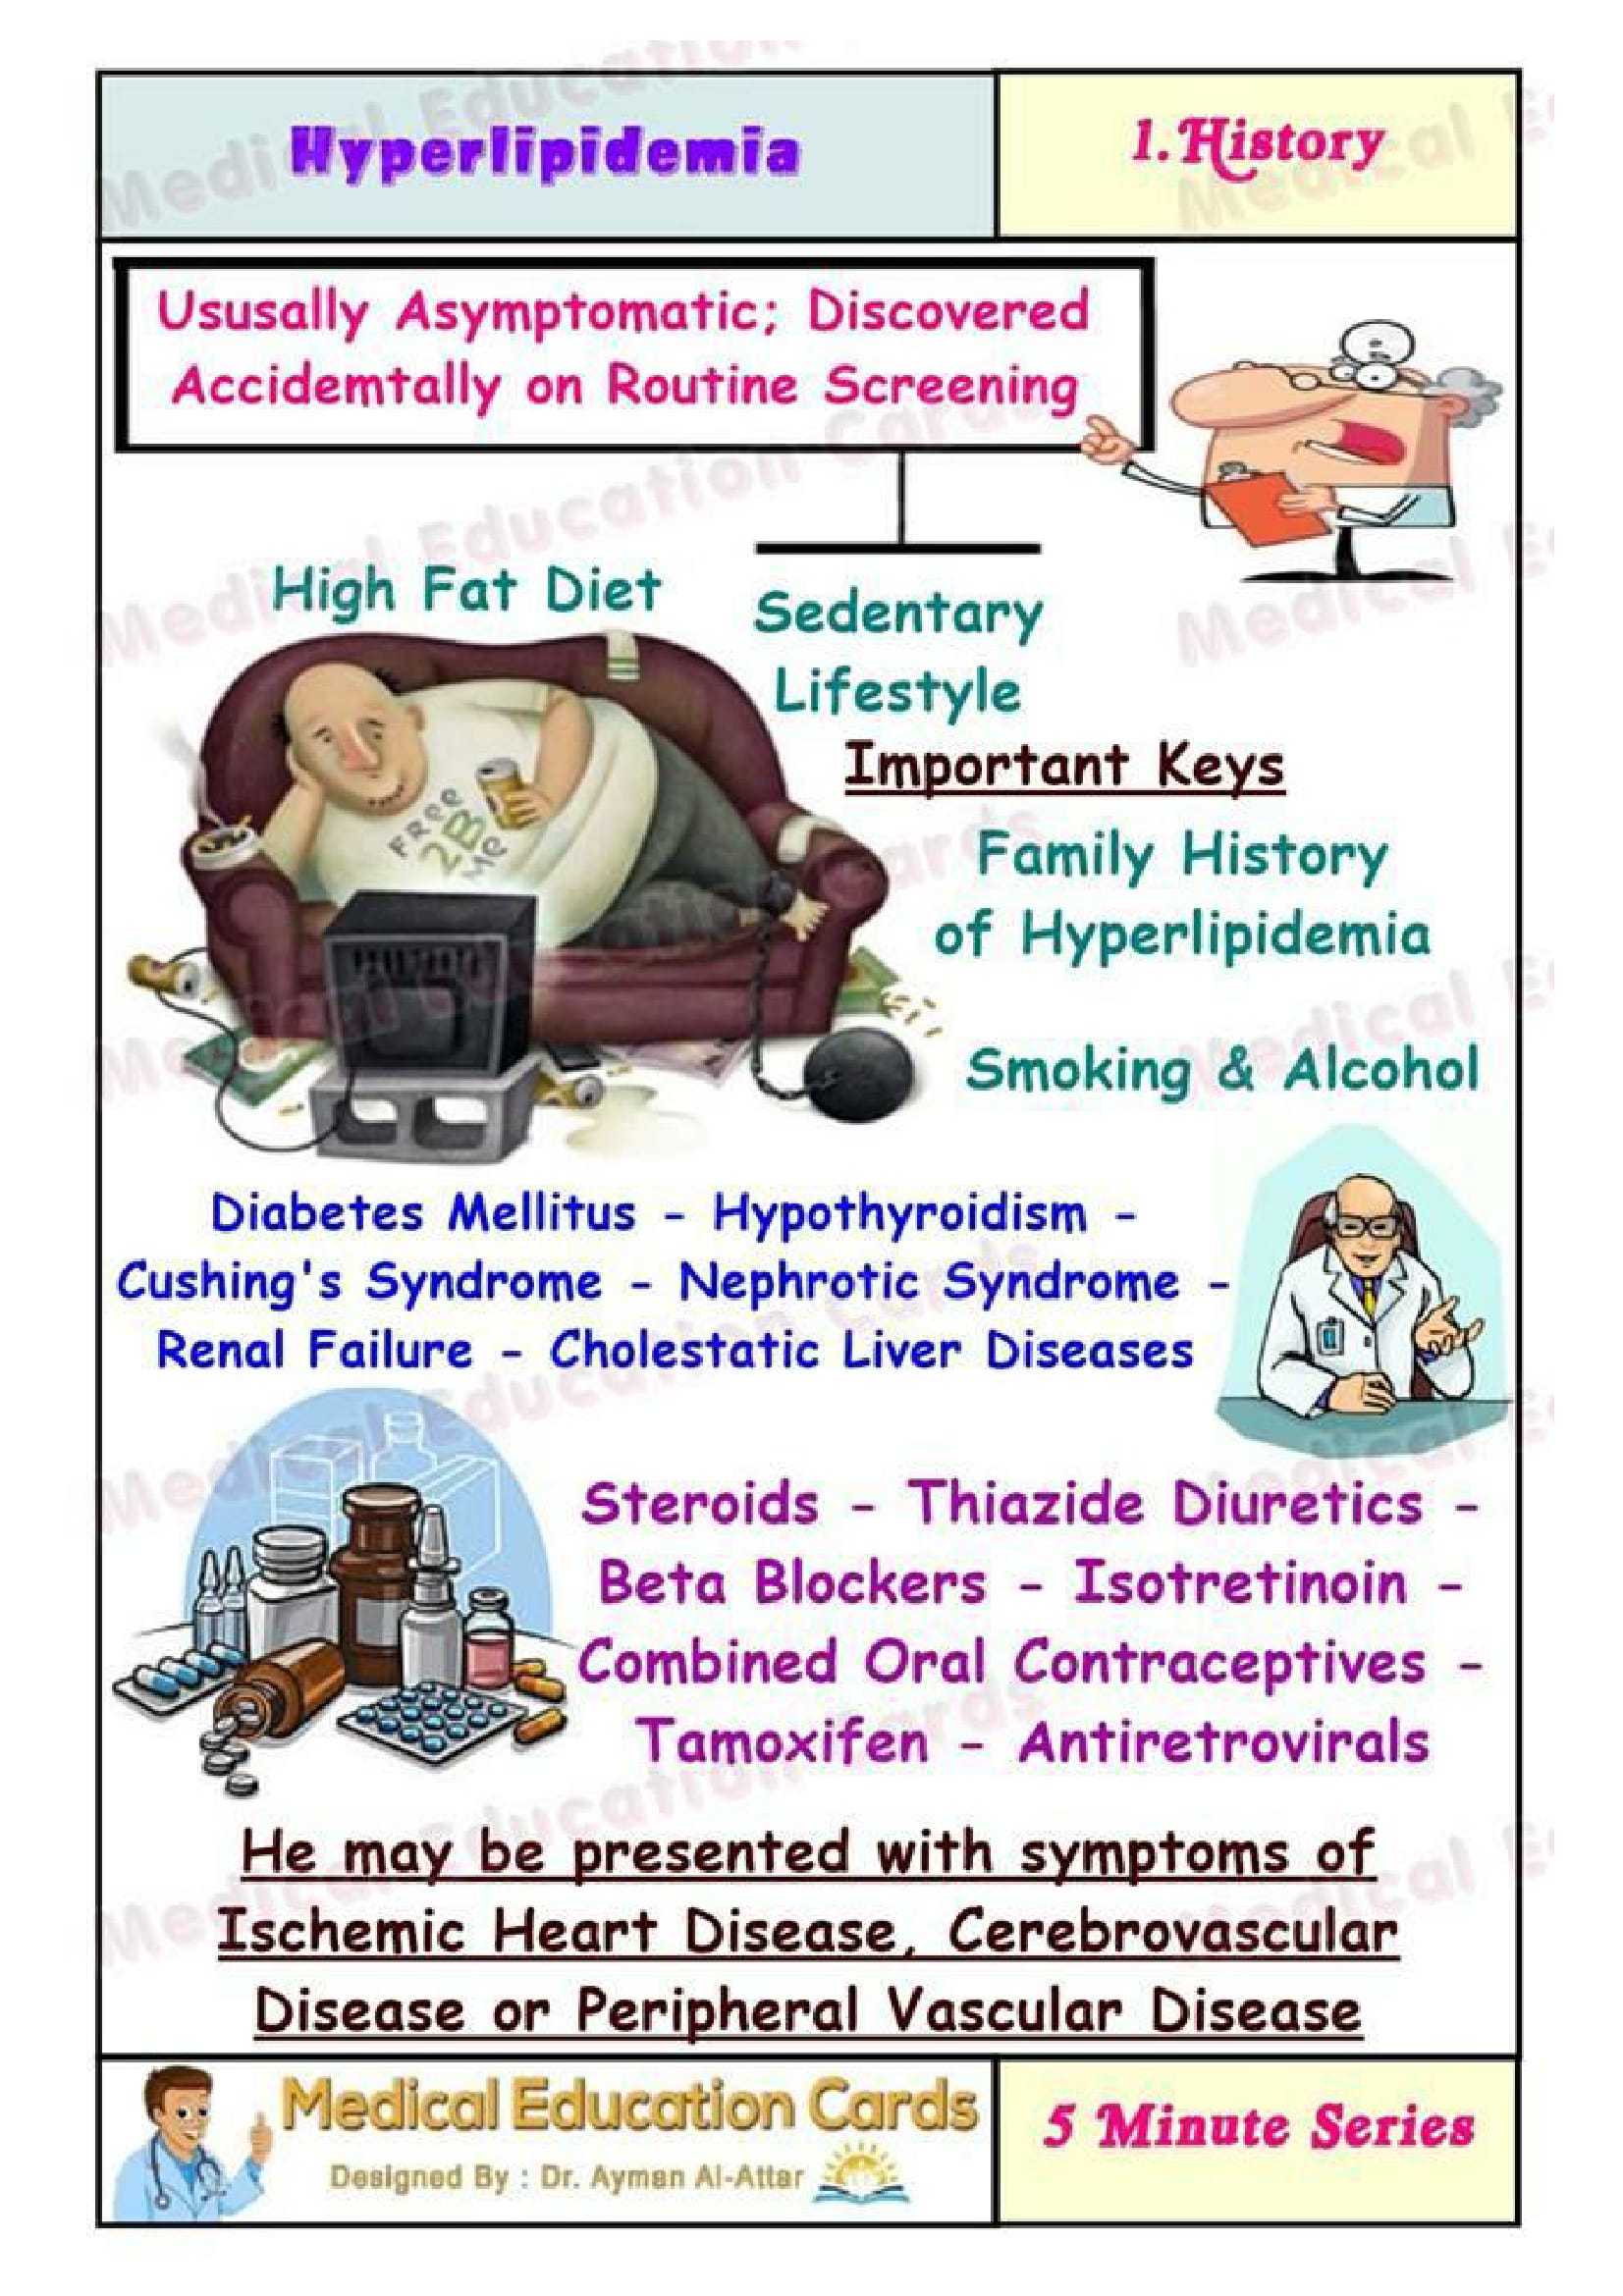 Hyperlipidemia
1. History
Ususally Asymptomatic; Discovered
Accidemtally on Routine Screening
High Fat Diet
Sedentary
Lifestyle
Important Keys
Family History
of Hyperlipidemia
Smoking & Alcohol
FREE
2B
ME
Diabetes Mellitus - Hypothyroidism -
Cushing's Syndrome - Nephrotic Syndrome -
Renal Failure - Cholestatic Liver Diseases
Steroids - Thiazide Diuretics -
Beta Blockers - Isotretinoin -
Combined Oral Contraceptives -
Tamoxifen - Antiretrovirals
He may be presented with symptoms of
Ischemic Heart Disease, Cerebrovascular
Disease or Peripheral Vascular Disease
Medical Education Cards
Designed By : Dr. Ayman Al-Attar
5 Minute Series